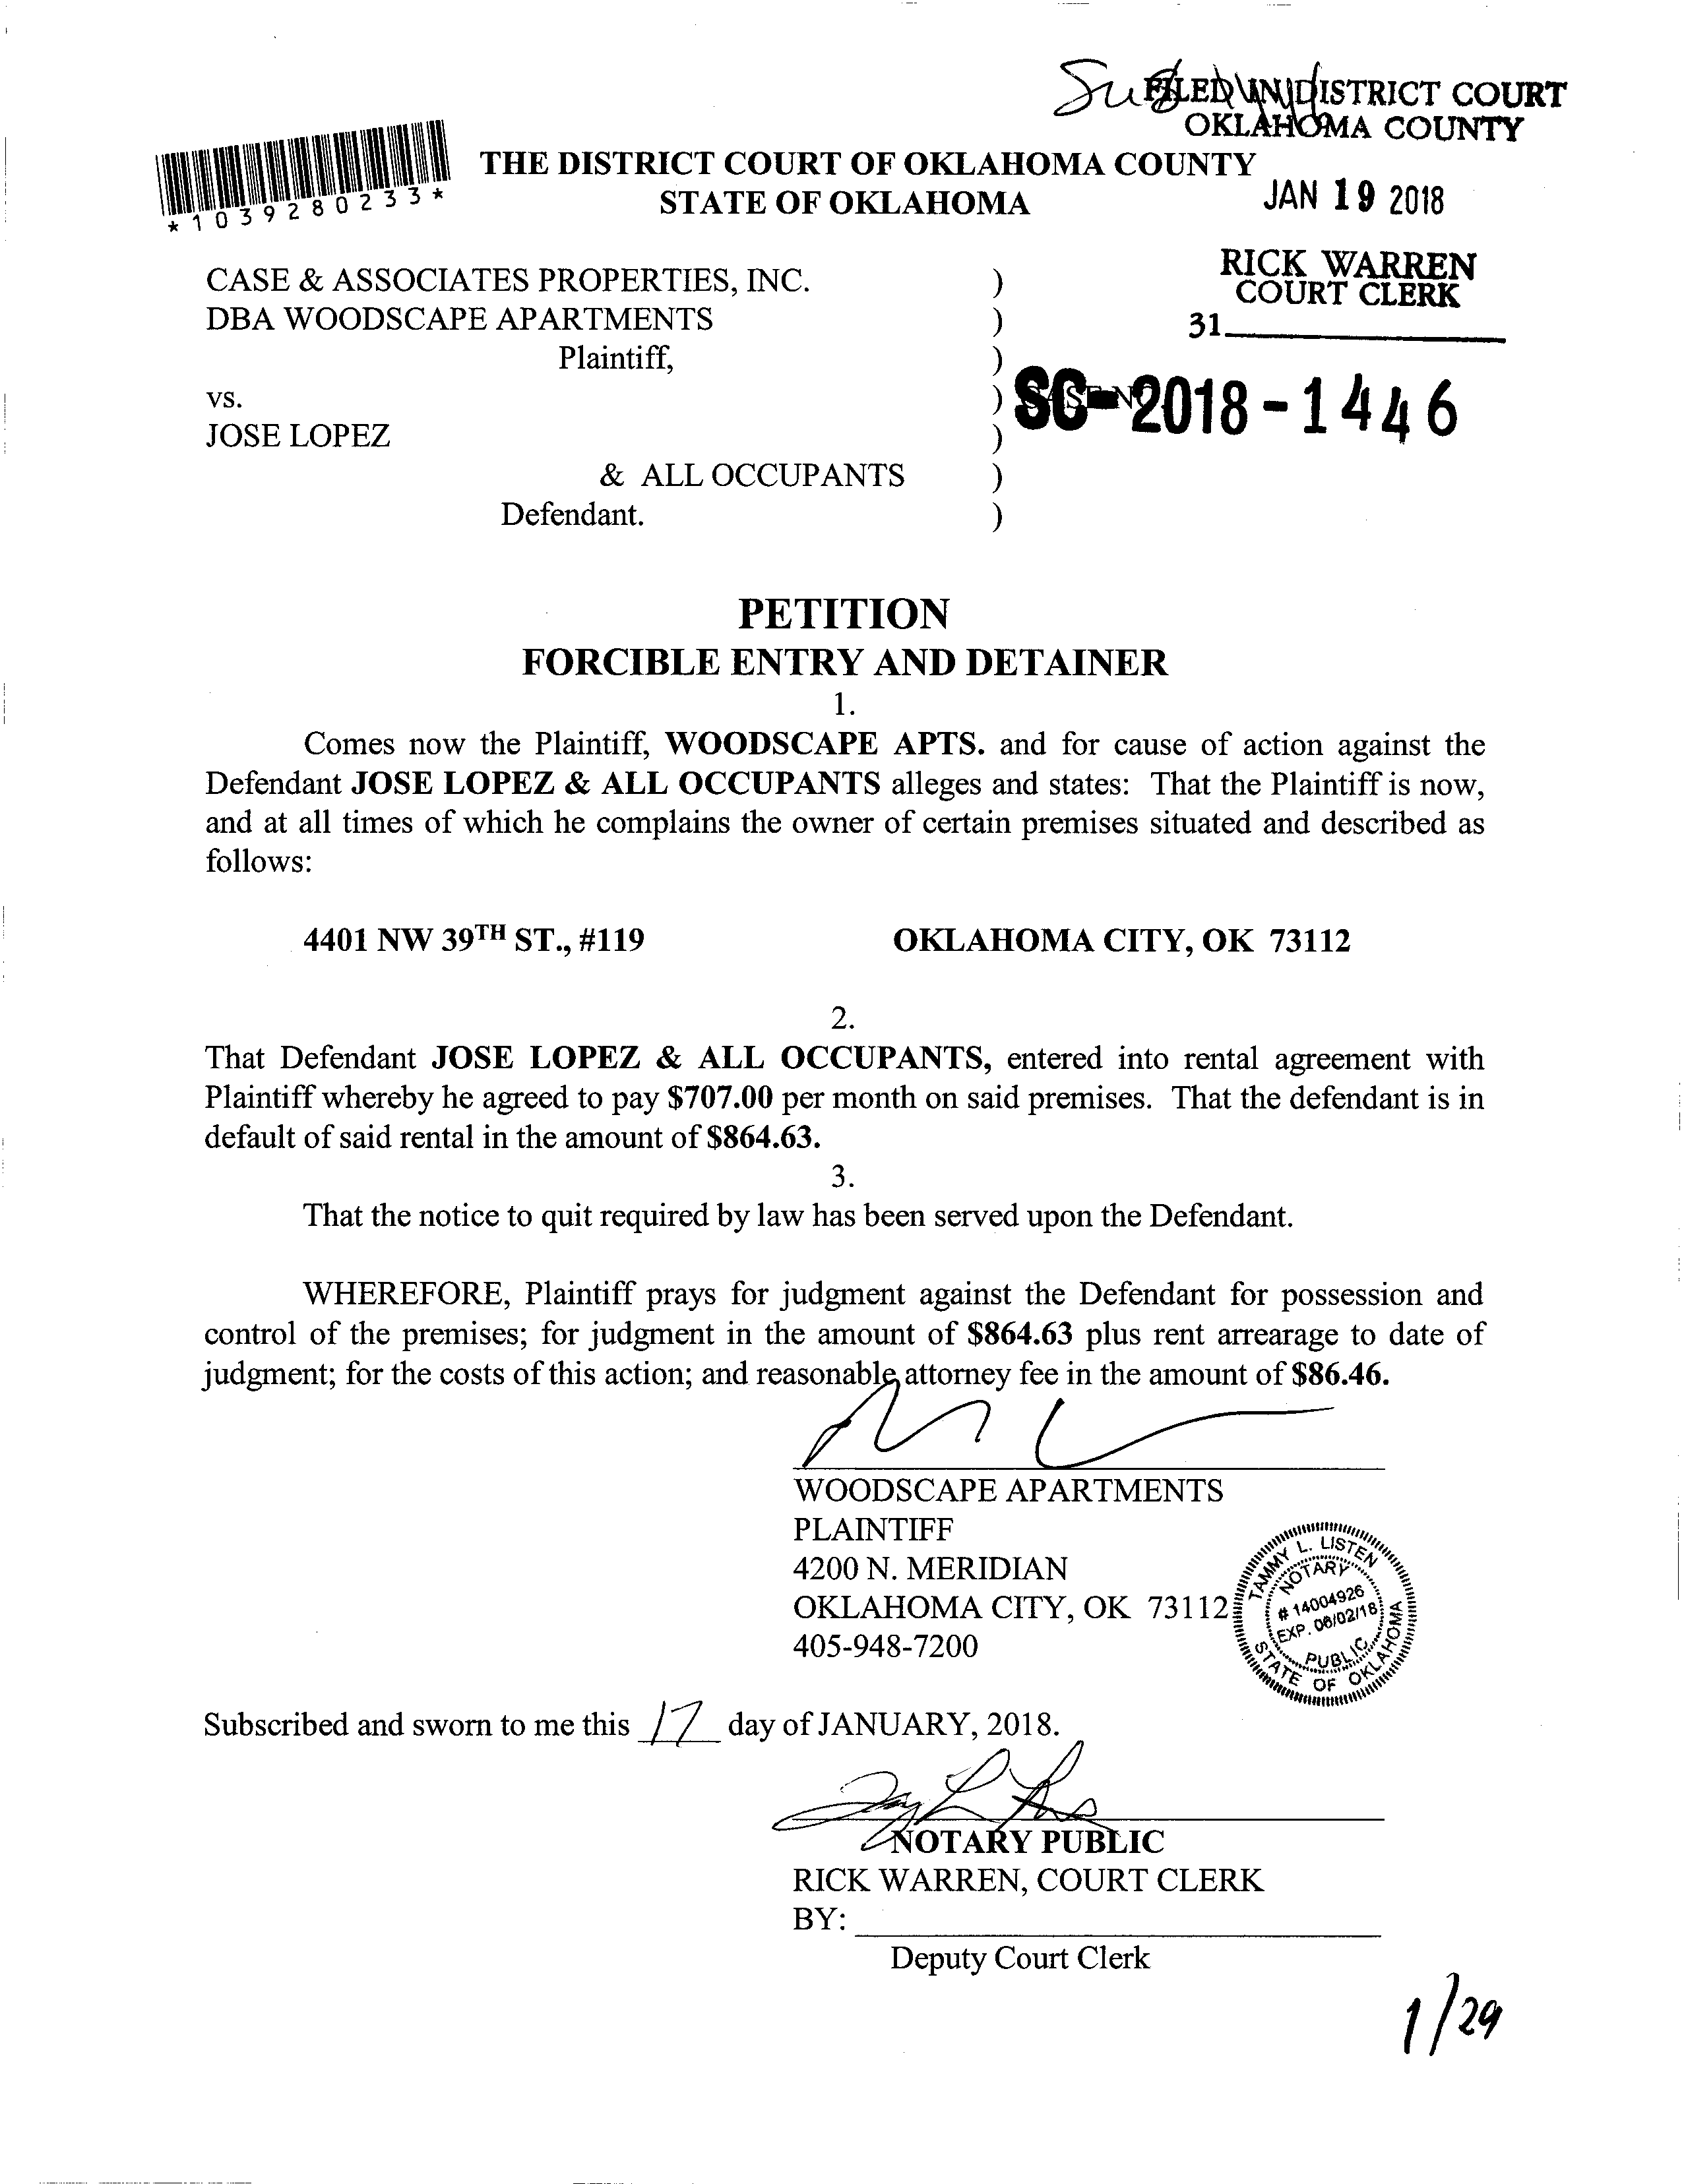 FILED IN DISTRICT COURT
OKLAHOMA COUNTY
THE DISTRICT COURT OF OKLAHOMA COUNTY
STATE OF OKLAHOMA
JAN 19 2018
*1039280233*
RICK WARREN
COURT CLERK
31
CASE & ASSOCIATES PROPERTIES, INC. )
DBA WOODSCAPE APARTMENTS )
Plaintiff, )
vs. ) CASE NO. SC-2018-1446
JOSE LOPEZ )
& ALL OCCUPANTS )
Defendant. )
PETITION
FORCIBLE ENTRY AND DETAINER
1.
Comes now the Plaintiff, WOODSCAPE APTS. and for cause of action against the
Defendant JOSE LOPEZ & ALL OCCUPANTS alleges and states: That the Plaintiff is now,
and at all times of which he complains the owner of certain premises situated and described as
follows:
4401 NW 39TH ST., #119 OKLAHOMA CITY, OK 73112
2.
That Defendant JOSE LOPEZ & ALL OCCUPANTS, entered into rental agreement with
Plaintiff whereby he agreed to pay $707.00 per month on said premises. That the defendant is in
default of said rental in the amount of $864.63.
3.
That the notice to quit required by law has been served upon the Defendant.
WHEREFORE, Plaintiff prays for judgment against the Defendant for possession and
control of the premises; for judgment in the amount of $864.63 plus rent arrearage to date of
judgment; for the costs of this action; and reasonable attorney fee in the amount of $86.46.
WOODSCAPE APARTMENTS
PLAINTIFF
4200 N. MERIDIAN
OKLAHOMA CITY, OK 73112
405-948-7200
TAMMY L. LISTEN
NOTARY
# 14004926
EXP. 06/02/18
PUBLIC
STATE OF OKLAHOMA
Subscribed and sworn to me this 17 day of JANUARY, 2018.
NOTARY PUBLIC
RICK WARREN, COURT CLERK
BY:
Deputy Court Clerk
1/29